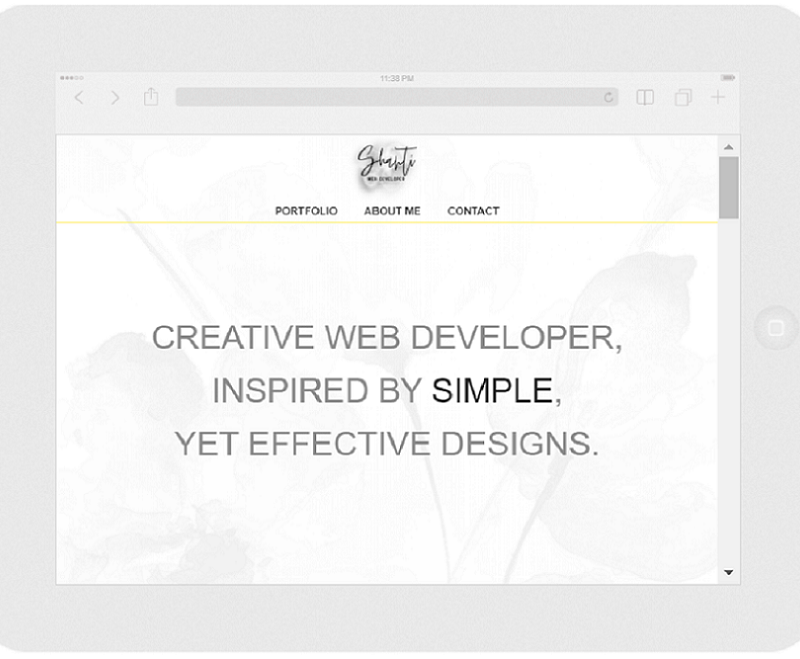 11:38 PM
Shanti
WEB DEVELOPER
PORTFOLIO ABOUT ME CONTACT
CREATIVE WEB DEVELOPER,
INSPIRED BY SIMPLE,
YET EFFECTIVE DESIGNS.